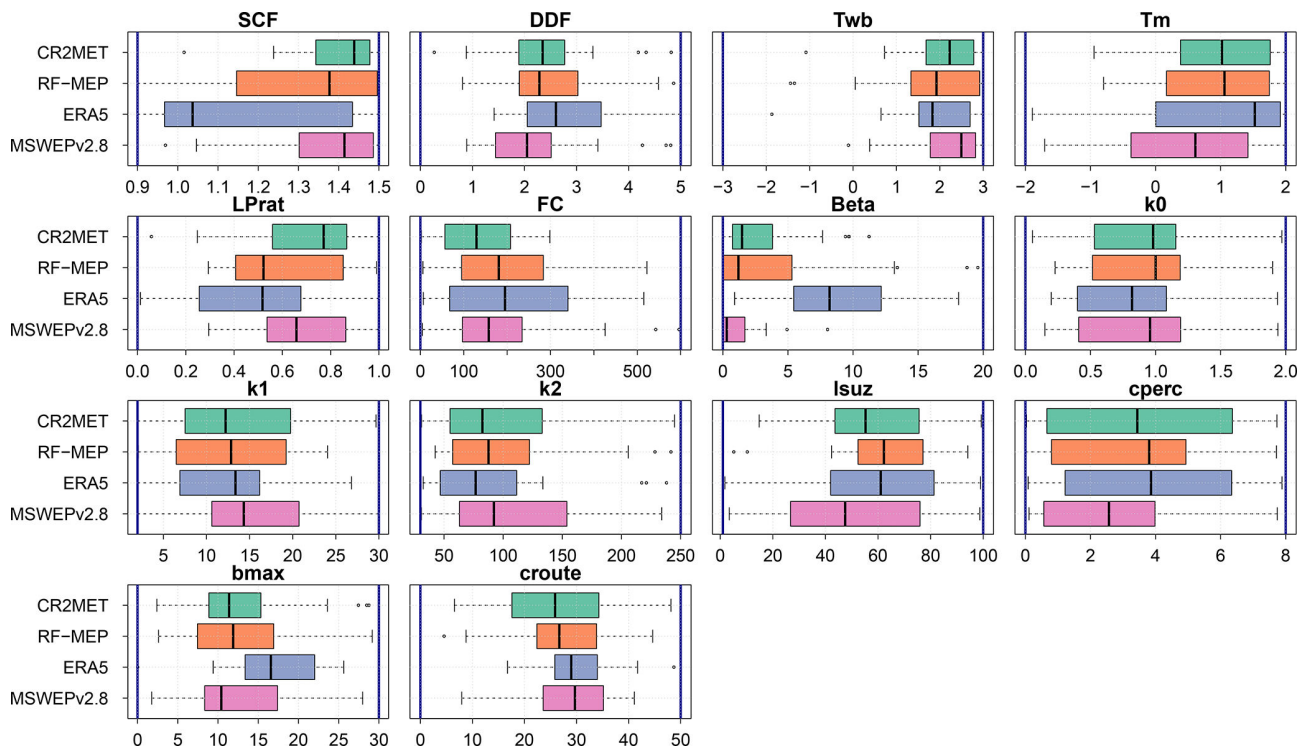 SCF DDF Twb Tm
CR2MET
RF−MEP
ERA5
MSWEPv2.8
0.9 1.0 1.1 1.2 1.3 1.4 1.5 0 1 2 3 4 5 −3 −2 −1 0 1 2 3 −2 −1 0 1 2
LPrat FC Beta k0
CR2MET
RF−MEP
ERA5
MSWEPv2.8
0.0 0.2 0.4 0.6 0.8 1.0 100 300 500 0 5 10 15 20 0.0 0.5 1.0 1.5 2.0
k1 k2 lsuz cperc
CR2MET
RF−MEP
ERA5
MSWEPv2.8
5 10 15 20 25 30 50 100 150 200 250 0 20 40 60 80 100 0 2 4 6 8
bmax croute
CR2MET
RF−MEP
ERA5
MSWEPv2.8
0 5 10 15 20 25 30 0 10 20 30 40 50